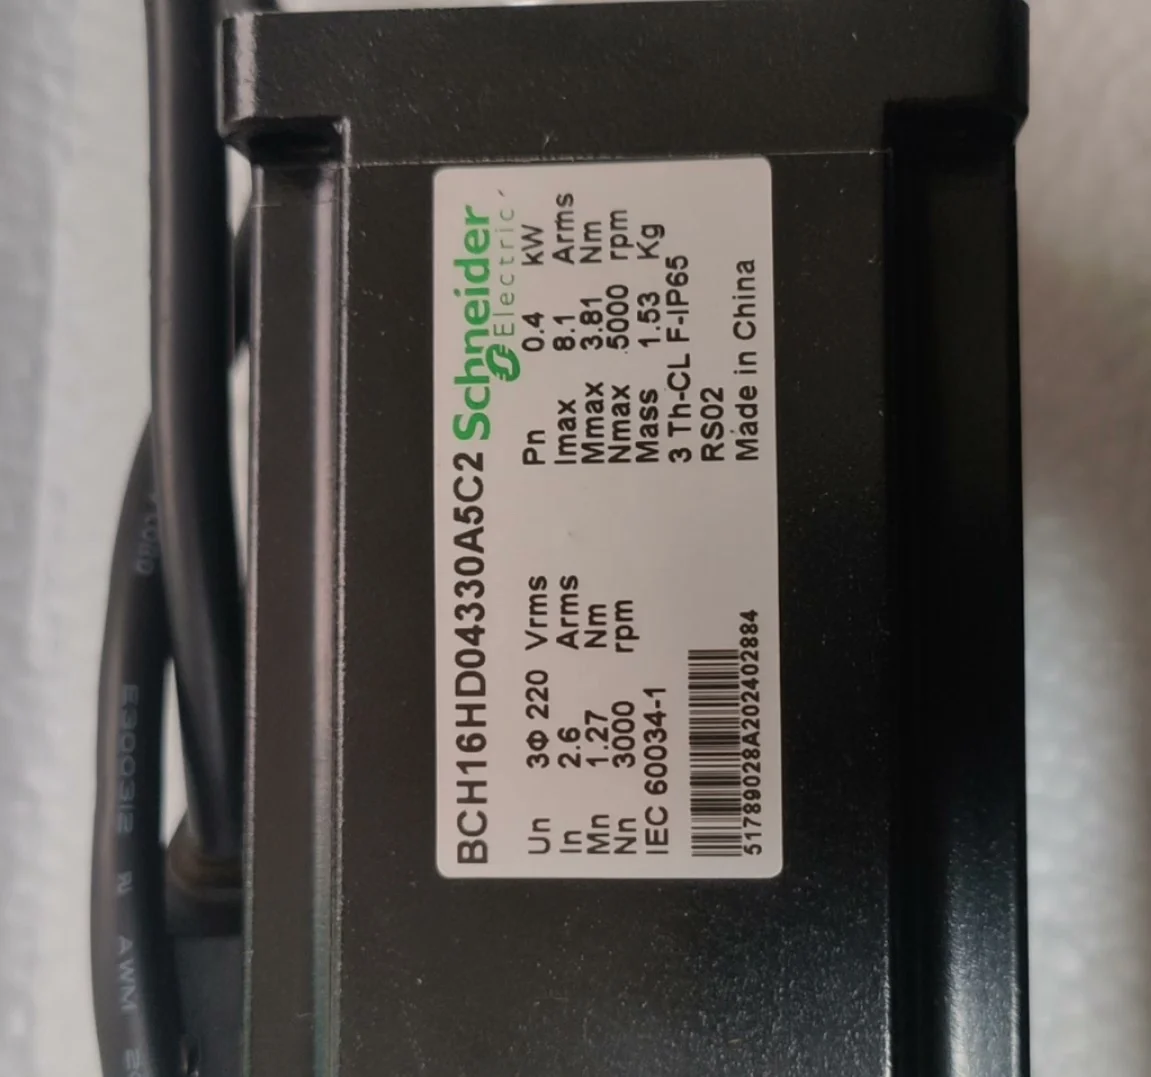 BCH16HD04330A5C2
Schneider
Electric
Un 3Φ 220 Vrms
In 2.6 Arms
Mn 1.27 Nm
Nn 3000 rpm
IEC 60034-1
51789028A202402884
Pn 0.4 kW
Imax 8.1 Arms
Mmax 3.81 Nm
Nmax 5000 rpm
Mass 1.53 Kg
3 Th-CL F-IP65
RS02
Made in China
E300312
AWM